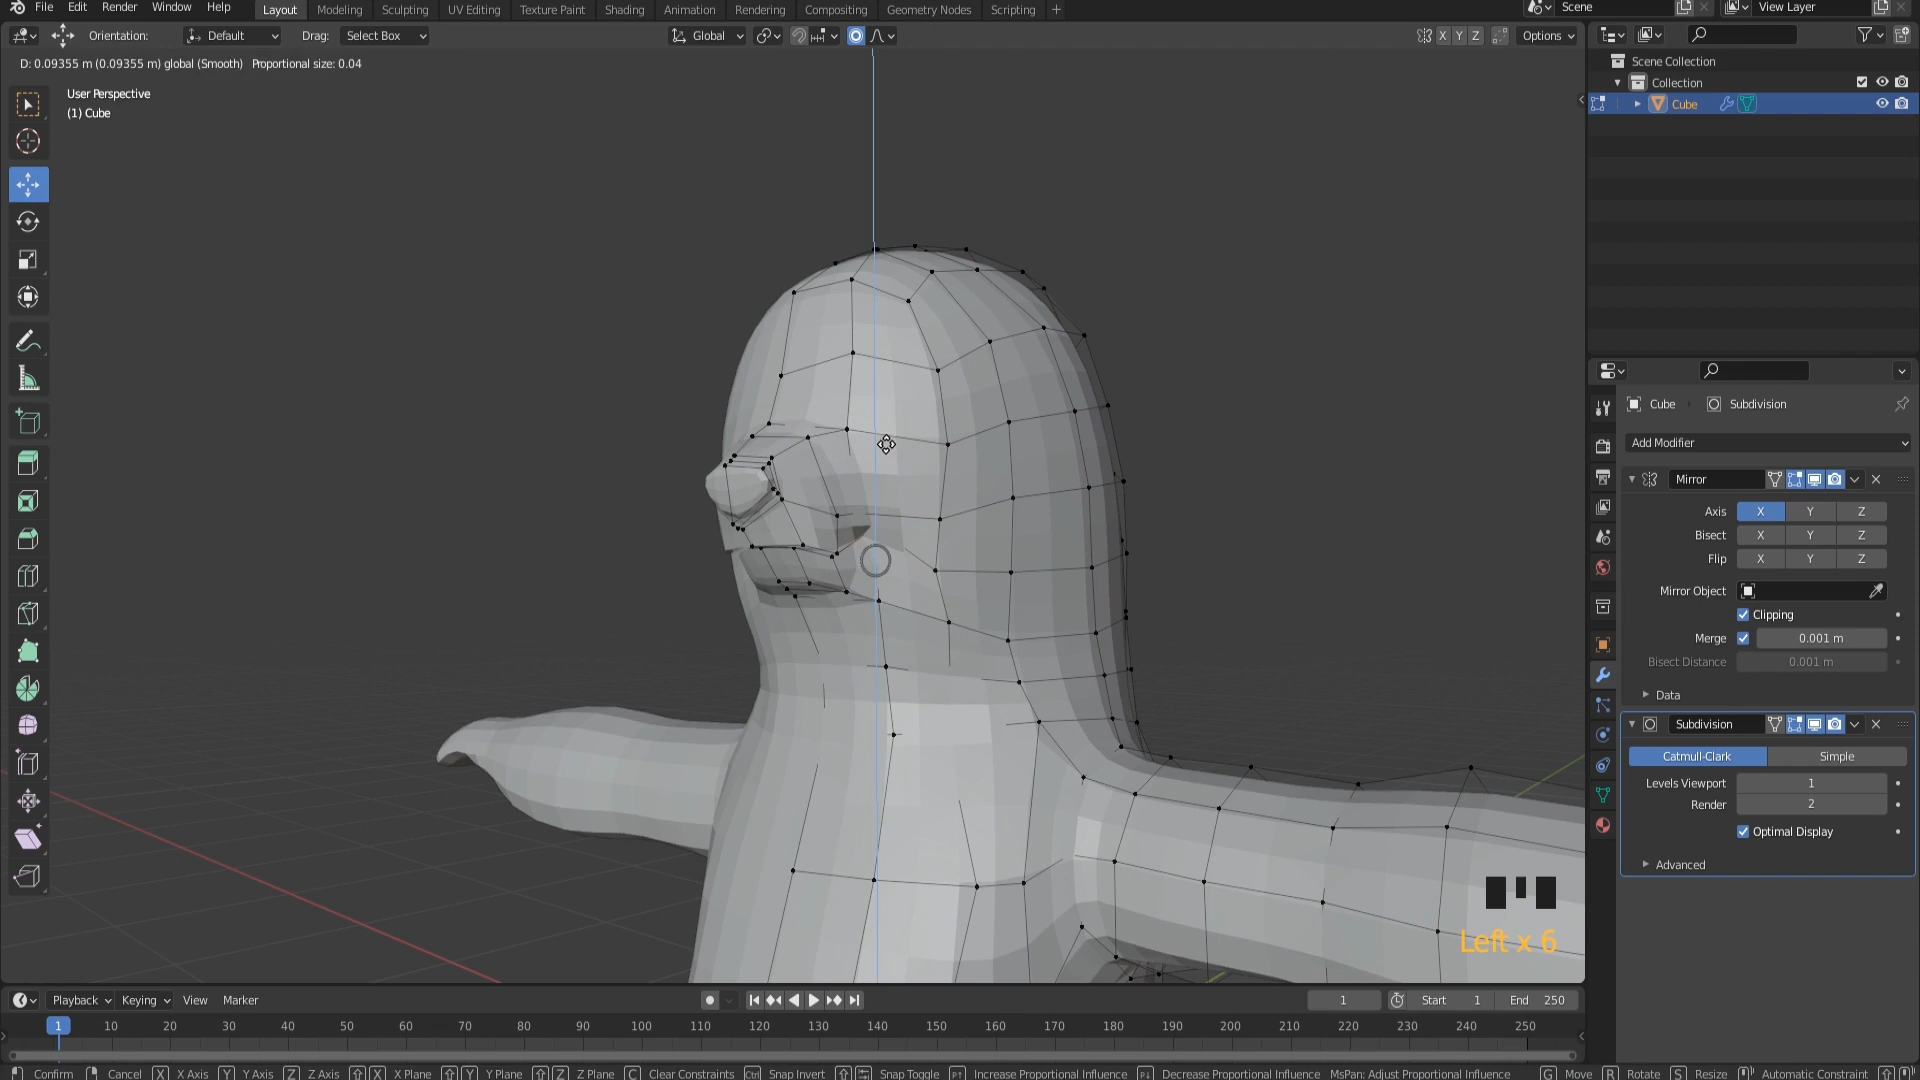 File Edit Render Window Help Layout Modeling Sculpting UV Editing Texture Paint Shading Animation Rendering Compositing Geometry Nodes Scripting + Scene View Layer
Orientation: Default Drag: Select Box Global X Y Z Options
D: 0.09355 m (0.09355 m) global (Smooth) Proportional size: 0.04
User Perspective
(1) Cube
Scene Collection
Collection
Cube
Cube Subdivision
Add Modifier
Mirror
Axis X Y Z
Bisect X Y Z
Flip X Y Z
Mirror Object
Clipping
Merge 0.001 m
Bisect Distance 0.001 m
Data
Subdivision
Catmull-Clark Simple
Levels Viewport 1
Render 2
Optimal Display
Advanced
Left x 6
Playback Keying View Marker 1 Start 1 End 250
1 10 20 30 40 50 60 70 80 90 100 110 120 130 140 150 160 170 180 190 200 210 220 230 240 250
Confirm Cancel X X Axis Y Y Axis Z Z Axis X X Plane Y Y Plane Z Z Plane C Clear Constraints Ctrl Snap Invert Snap Toggle Increase Proportional Influence Decrease Proportional Influence MsPan: Adjust Proportional Influence G Move R Rotate S Resize Automatic Constraint